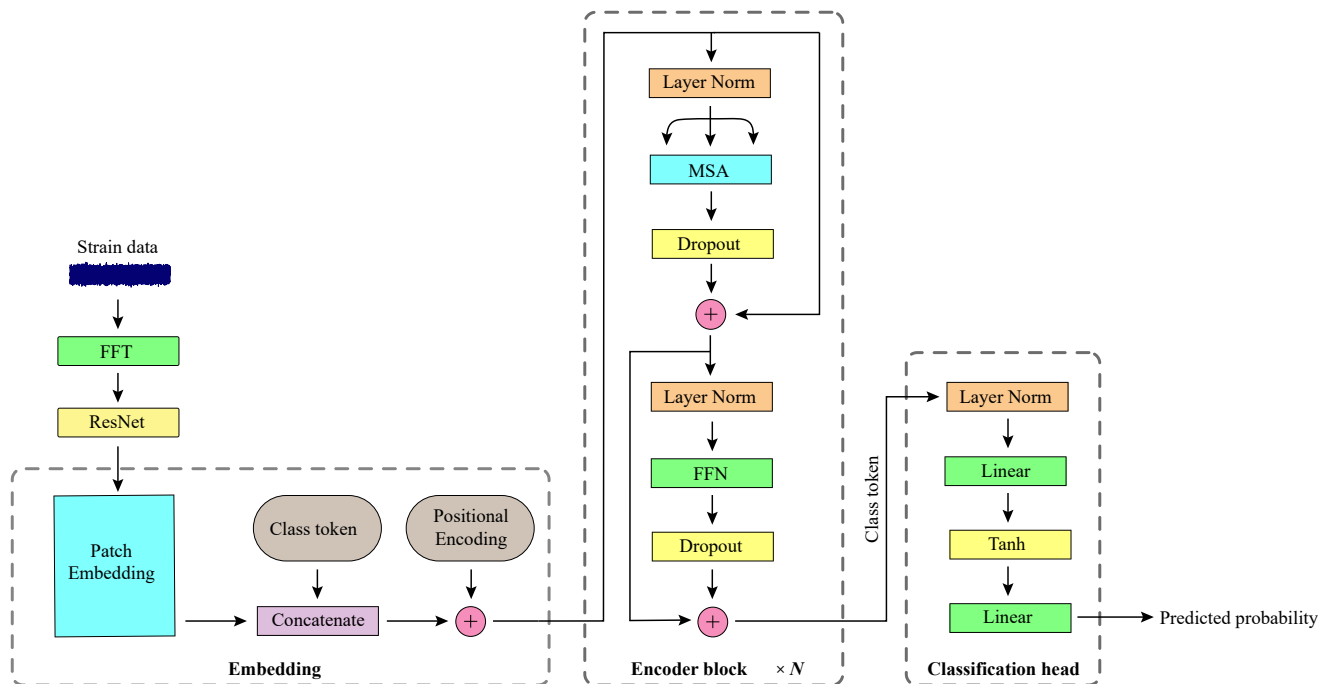 Strain data
FFT
ResNet
Patch
Embedding
Class token
Positional
Encoding
Concatenate
+
Embedding
Layer Norm
MSA
Dropout
+
Layer Norm
FFN
Dropout
+
Encoder block × N
Class token
Layer Norm
Linear
Tanh
Linear
Predicted probability
Classification head